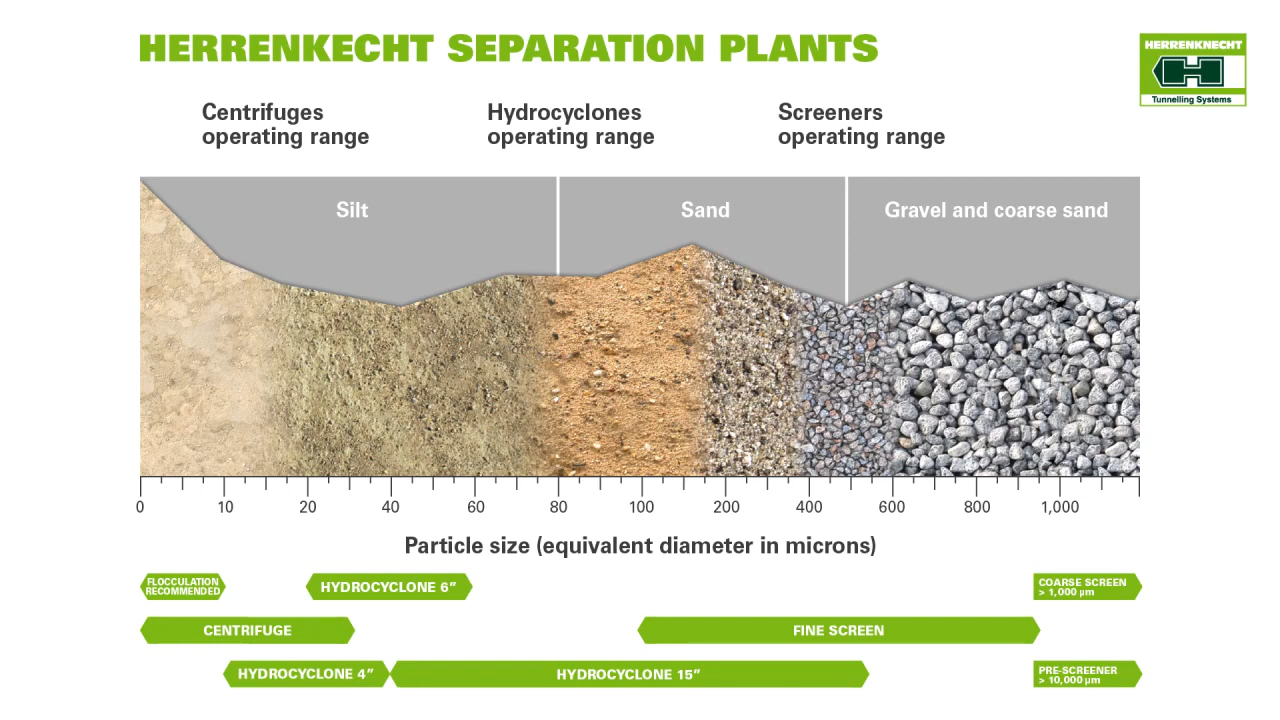 HERRENKECHT SEPARATION PLANTS
HERRENKNECHT
Tunnelling Systems
Centrifuges
operating range
Hydrocyclones
operating range
Screeners
operating range
Silt
Sand
Gravel and coarse sand
0 10 20 40 60 80 100 200 400 600 800 1,000
Particle size (equivalent diameter in microns)
FLOCCULATION
RECOMMENDED
HYDROCYCLONE 6”
COARSE SCREEN
> 1,000 µm
CENTRIFUGE
FINE SCREEN
HYDROCYCLONE 4”
HYDROCYCLONE 15”
PRE-SCREENER
> 10,000 µm